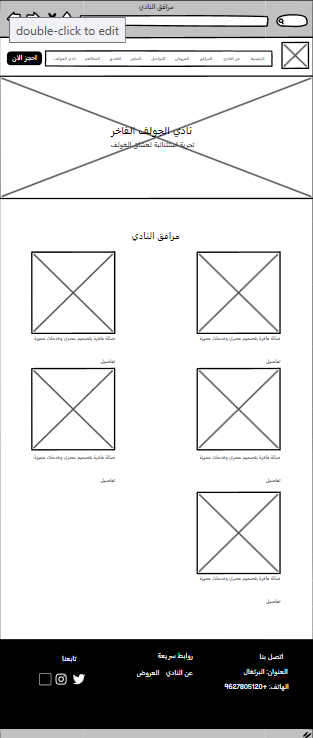 مرافق النادي
double-click to edit
الرئيسية عن النادي المرافق العروض التواصل المتجر الفندق المطاعم نادي الجولف
احجز الآن
نادي الجولف الفاخر
تجربة استثنائية لعشاق الغولف
مرافق النادي
صالة فاخرة بتصميم عصري وخدمات مميزة
صالة فاخرة بتصميم عصري وخدمات مميزة
تفاصيل
تفاصيل
صالة فاخرة بتصميم عصري وخدمات مميزة
صالة فاخرة بتصميم عصري وخدمات مميزة
تفاصيل
تفاصيل
صالة فاخرة بتصميم عصري وخدمات مميزة
تفاصيل
اتصل بنا
العنوان: البرتغال
الهاتف: +9627805120
روابط سريعة
عن النادي العروض
تابعنا